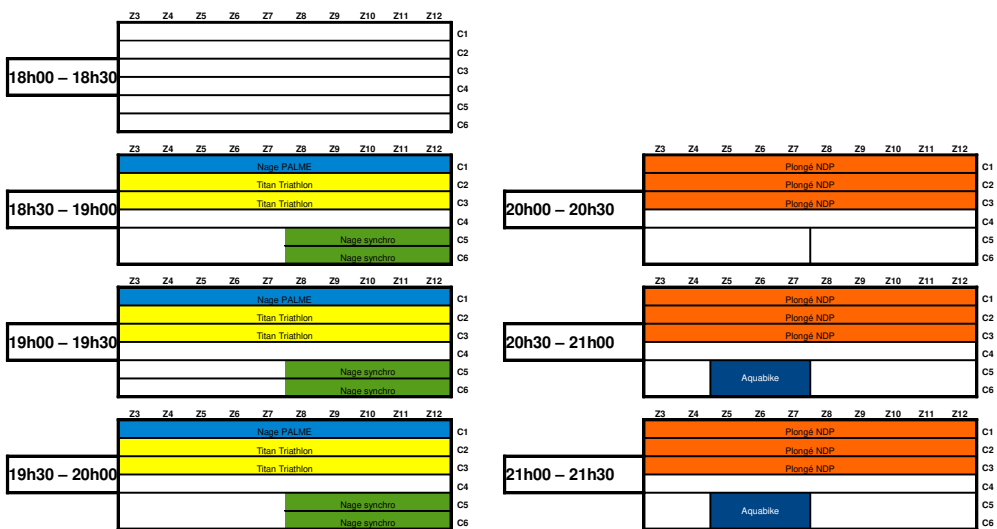 Z3 Z4 Z5 Z6 Z7 Z8 Z9 Z10 Z11 Z12
C1
C2
18h00 – 18h30
C3
C4
C5
C6
Z3 Z4 Z5 Z6 Z7 Z8 Z9 Z10 Z11 Z12
Nage PALME C1
Titan Triathlon C2
18h30 – 19h00
Titan Triathlon C3
C4
Nage synchro C5
Nage synchro C6
Z3 Z4 Z5 Z6 Z7 Z8 Z9 Z10 Z11 Z12
Nage PALME C1
Titan Triathlon C2
19h00 – 19h30
Titan Triathlon C3
C4
Nage synchro C5
Nage synchro C6
Z3 Z4 Z5 Z6 Z7 Z8 Z9 Z10 Z11 Z12
Nage PALME C1
Titan Triathlon C2
19h30 – 20h00
Titan Triathlon C3
C4
Nage synchro C5
Nage synchro C6
Z3 Z4 Z5 Z6 Z7 Z8 Z9 Z10 Z11 Z12
Plongé NDP C1
Plongé NDP C2
20h00 – 20h30
Plongé NDP C3
C4
C5
C6
Z3 Z4 Z5 Z6 Z7 Z8 Z9 Z10 Z11 Z12
Plongé NDP C1
Plongé NDP C2
20h30 – 21h00
Plongé NDP C3
C4
C5
Aquabike
C6
Z3 Z4 Z5 Z6 Z7 Z8 Z9 Z10 Z11 Z12
Plongé NDP C1
Plongé NDP C2
21h00 – 21h30
Plongé NDP C3
C4
C5
Aquabike
C6